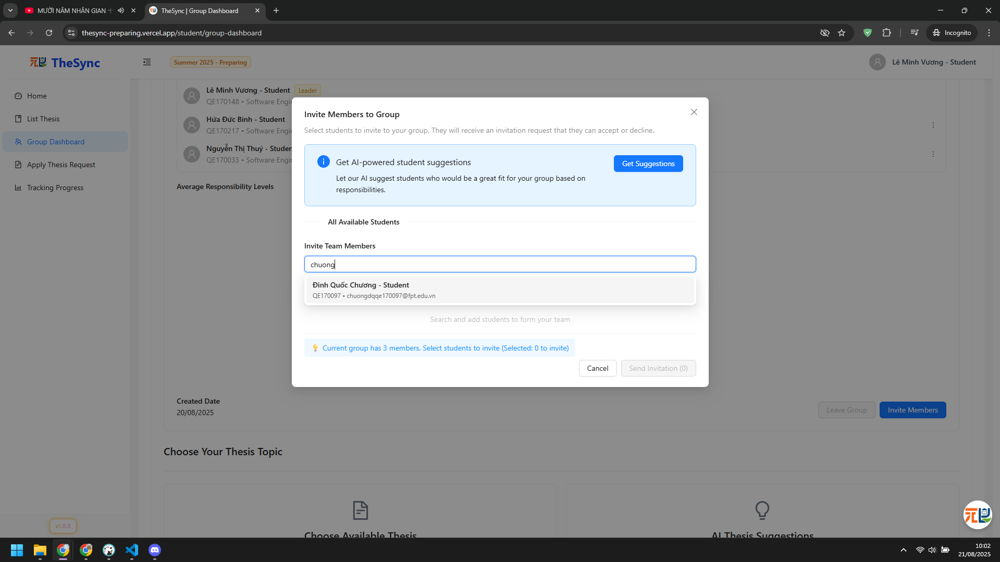 MƯỜI NĂM NHÂN GIAN
TheSync | Group Dashboard
thesync-preparing.vercel.app/student/group-dashboard
Incognito
TheSync
Summer 2025 - Preparing
Lê Minh Vương - Student
Home
List Thesis
Group Dashboard
Apply Thesis Request
Tracking Progress
v1.0.3
Lê Minh Vương - Student
Leader
QE170148 • Software Engi
Hứa Đức Bình - Student
QE170217 • Software Engi
Nguyễn Thị Thuý - Studen
QE170033 • Software Engi
Average Responsibility Levels
Invite Members to Group
Select students to invite to your group. They will receive an invitation request that they can accept or decline.
Get AI-powered student suggestions
Get Suggestions
Let our AI suggest students who would be a great fit for your group based on
responsibilities.
All Available Students
Invite Team Members
chuong
Đinh Quốc Chương - Student
QE170097 • chuongdqqe170097@fpt.edu.vn
Search and add students to form your team
💡 Current group has 3 members. Select students to invite (Selected: 0 to invite)
Cancel
Send Invitation (0)
Created Date
20/08/2025
Leave Group
Invite Members
Choose Your Thesis Topic
Choose Available Thesis
AI Thesis Suggestions
10:02
21/08/2025